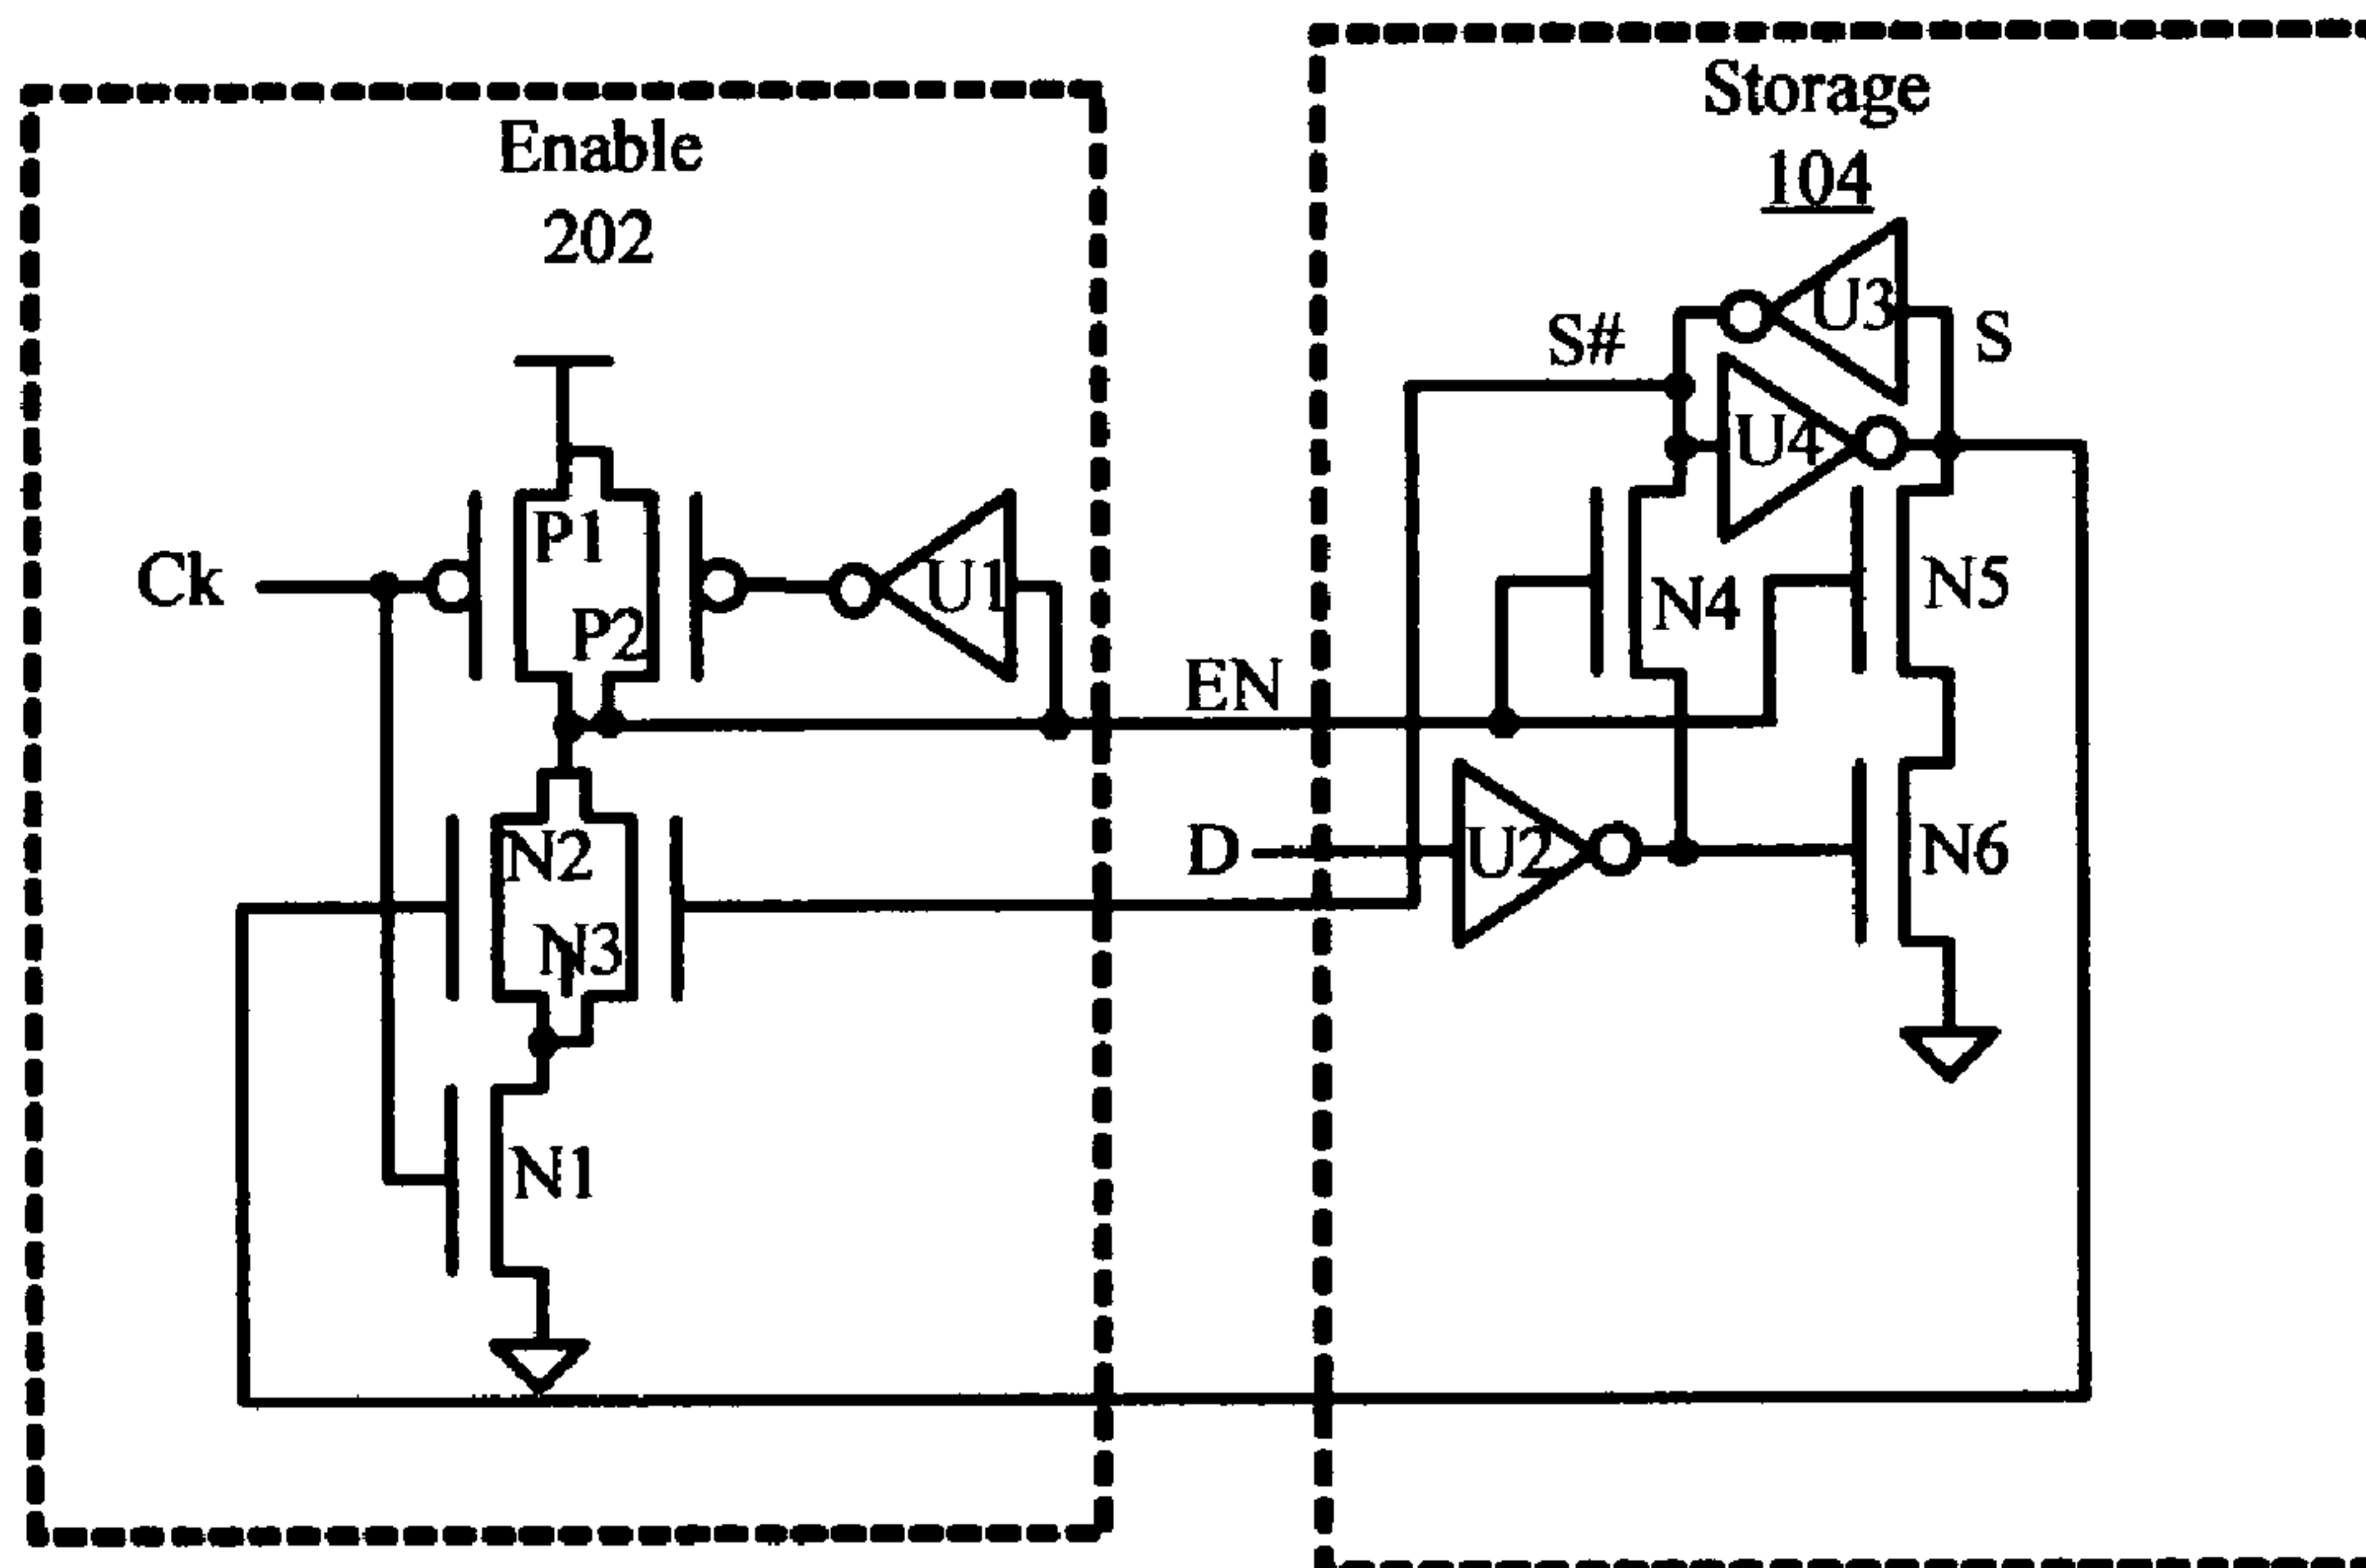 Enable
202
Storage
104
S#
U3
S
U4
P1
Ck
P2
U1
N4
N5
EN
D
U2
N6
N2
N3
N1